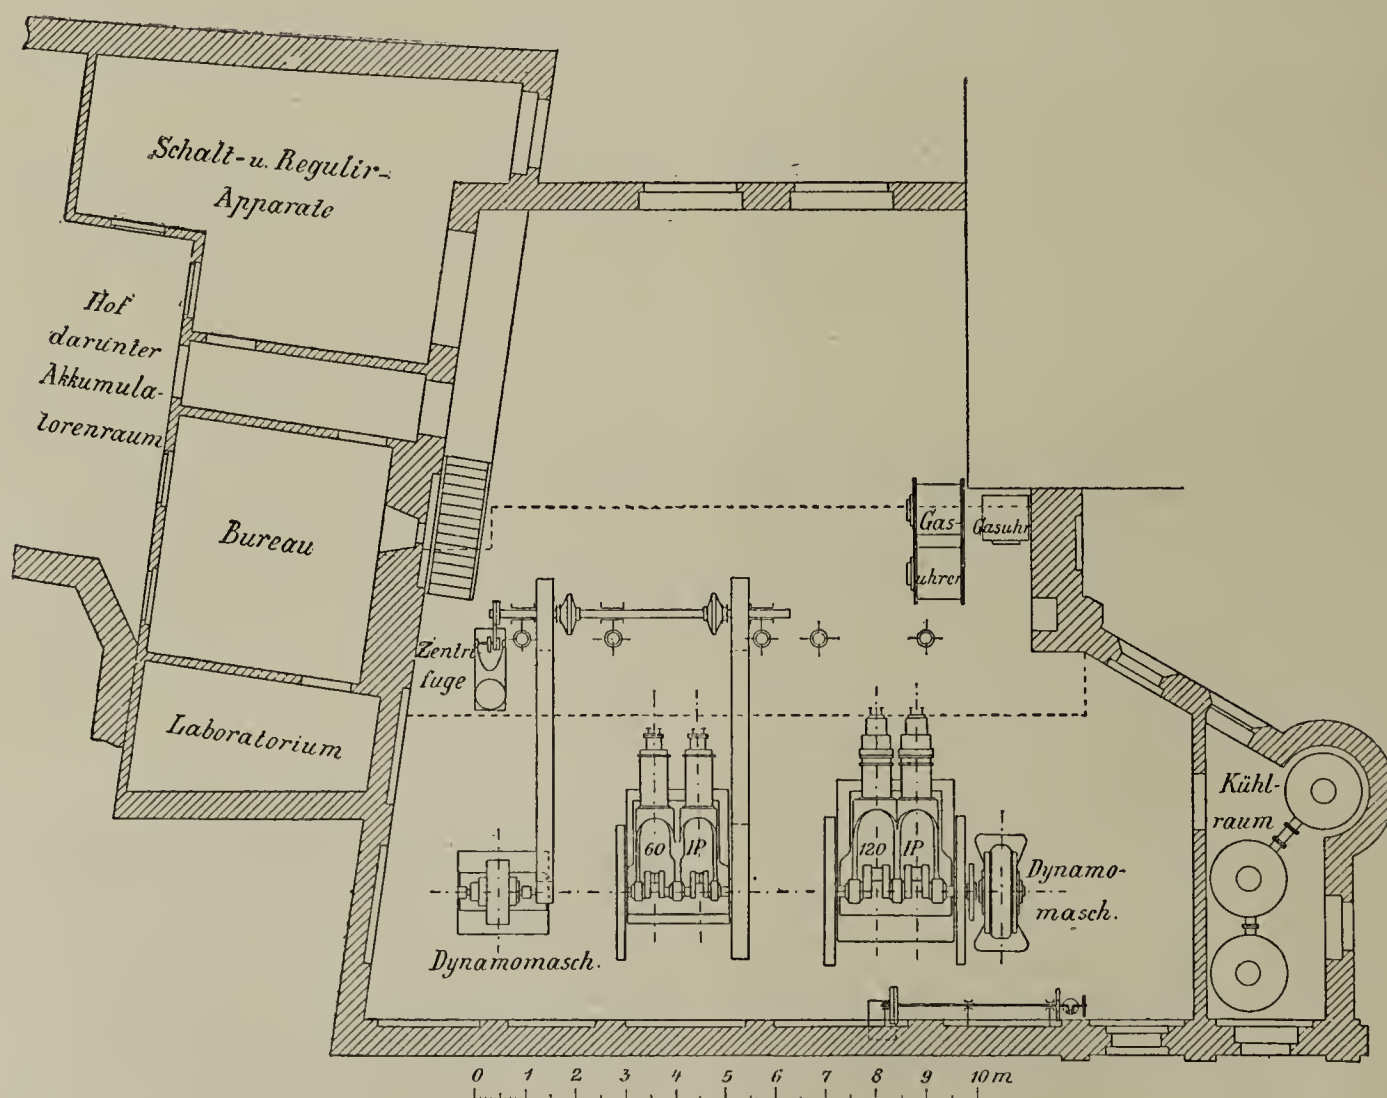 Schalt- u. Regulir-
Apparate
Hof
darunter
Akkumula-
torenraum
Bureau
Laboratorium
Gas-
uhren
Gasuhr
Zentri
fuge
60 IP
120 IP
Kühl-
raum
Dynamo-
masch.
Dynamomasch.
0 1 2 3 4 5 6 7 8 9 10 m